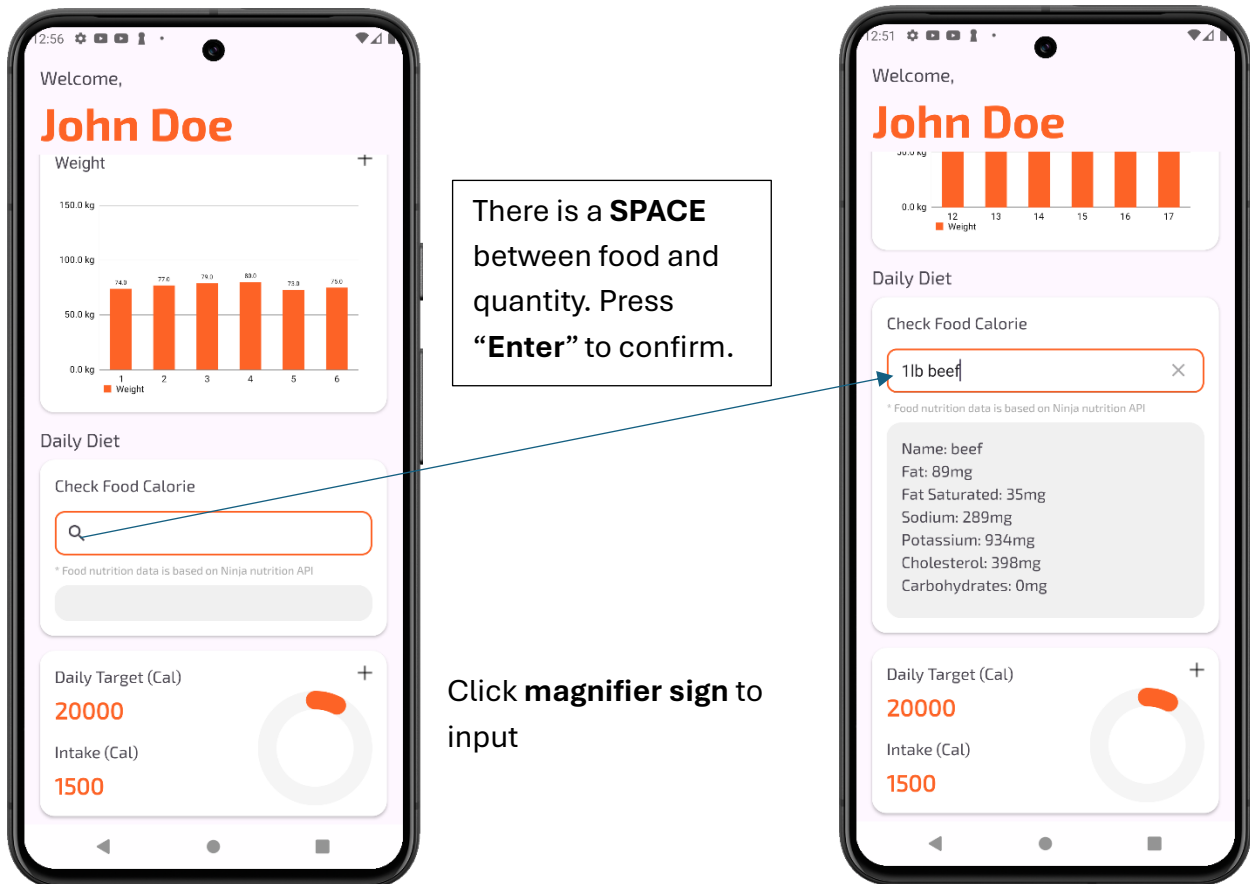 12:56
Welcome,
John Doe
Weight
150.0 kg
100.0 kg
74.0 77.0 79.0 80.0 73.0 75.0
50.0 kg
0.0 kg
1 2 3 4 5 6
Weight
Daily Diet
Check Food Calorie
* Food nutrition data is based on Ninja nutrition API
Daily Target (Cal)
20000
Intake (Cal)
1500
There is a SPACE
between food and
quantity. Press
“Enter” to confirm.
Click magnifier sign to
input
12:51
Welcome,
John Doe
50.0 kg
0.0 kg
12 13 14 15 16 17
Weight
Daily Diet
Check Food Calorie
1lb beef
* Food nutrition data is based on Ninja nutrition API
Name: beef
Fat: 89mg
Fat Saturated: 35mg
Sodium: 289mg
Potassium: 934mg
Cholesterol: 398mg
Carbohydrates: 0mg
Daily Target (Cal)
20000
Intake (Cal)
1500